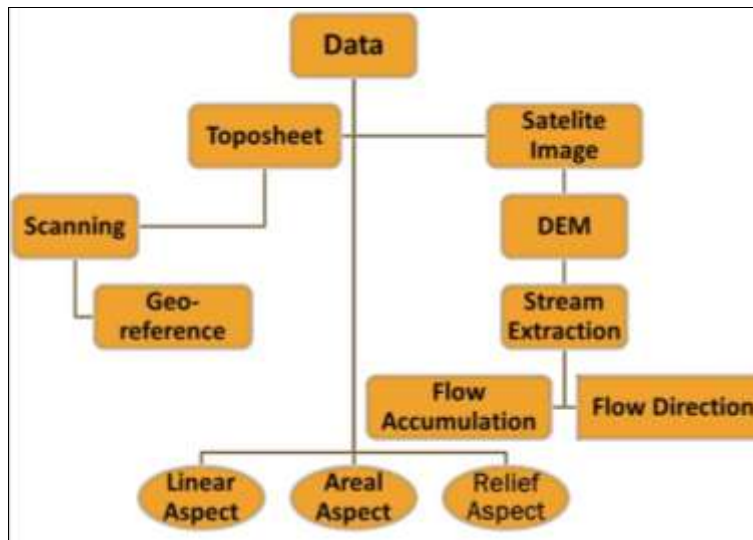 Data
Toposheet
Satelite
Image
Scanning
DEM
Geo-
reference
Stream
Extraction
Flow
Accumulation
Flow Direction
Linear
Aspect
Areal
Aspect
Relief
Aspect